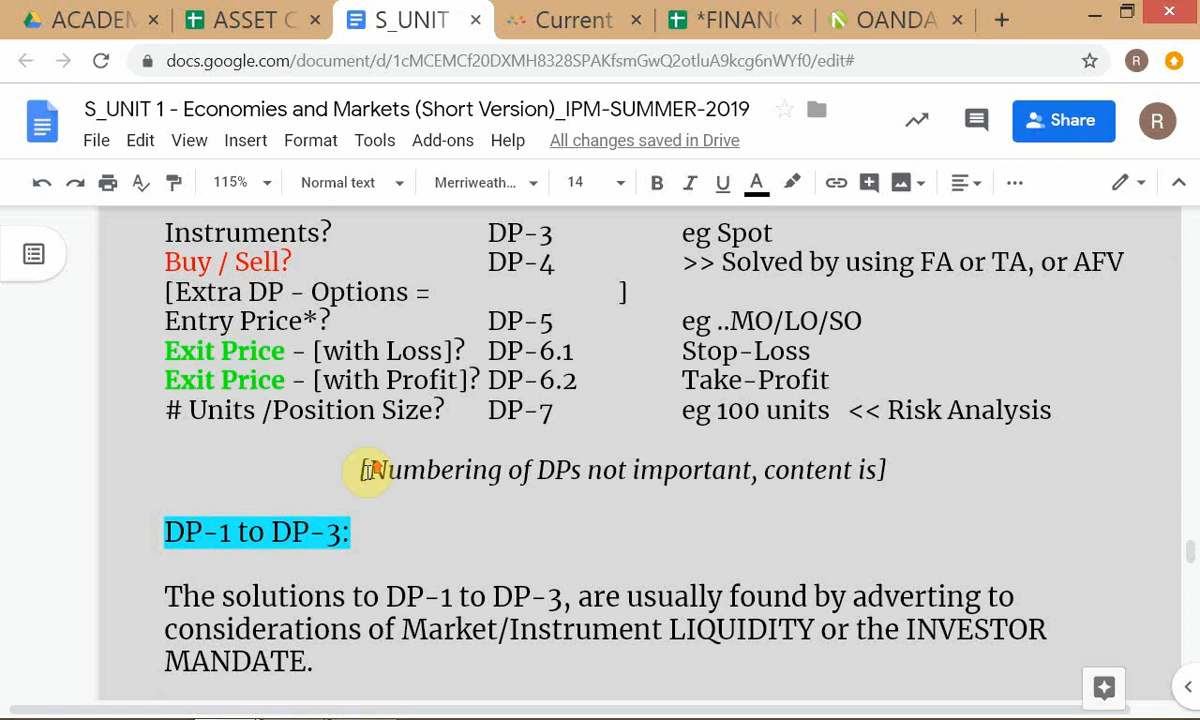 ACADEM ASSET C S_UNIT Current *FINANC OANDA
docs.google.com/document/d/1cMCEMCf20DXMH8328SPAKfsmGwQ2otluA9kcg6nWYf0/edit# R
S_UNIT 1 - Economies and Markets (Short Version)_IPM-SUMMER-2019
Share R
File Edit View Insert Format Tools Add-ons Help All changes saved in Drive
115% Normal text Merriweath... 14 B I U A
Instruments? DP-3 eg Spot
Buy / Sell? DP-4 >> Solved by using FA or TA, or AFV
[Extra DP - Options = ]
Entry Price*? DP-5 eg ..MO/LO/SO
Exit Price - [with Loss]? DP-6.1 Stop-Loss
Exit Price - [with Profit]? DP-6.2 Take-Profit
# Units /Position Size? DP-7 eg 100 units << Risk Analysis
[Numbering of DPs not important, content is]
DP-1 to DP-3:
The solutions to DP-1 to DP-3, are usually found by adverting to
considerations of Market/Instrument LIQUIDITY or the INVESTOR
MANDATE.